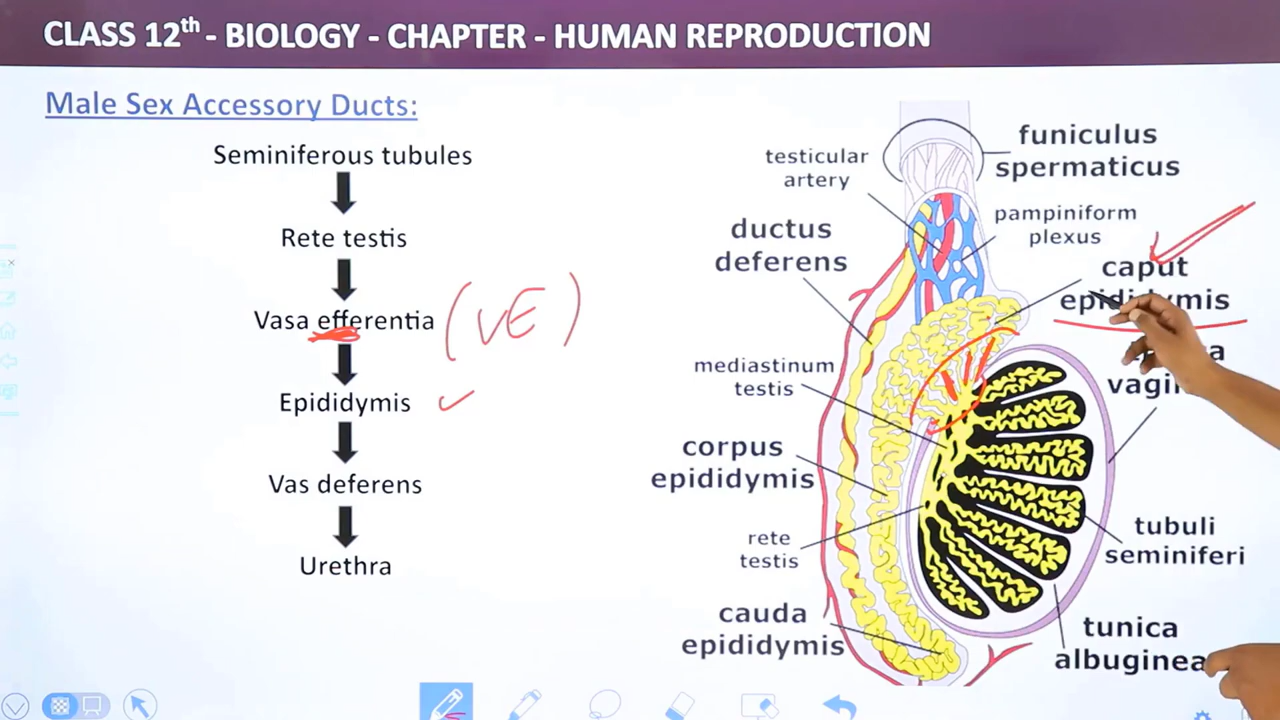 CLASS 12th - BIOLOGY - CHAPTER - HUMAN REPRODUCTION
Male Sex Accessory Ducts:
Seminiferous tubules
Rete testis
Vasa efferentia
(VE)
Epididymis
Vas deferens
Urethra
funiculus
spermaticus
testicular
artery
pampiniform
plexus
ductus
deferens
caput
epididymis
mediastinum
testis
corpus
epididymis
rete
testis
tubuli
seminiferi
cauda
epididymis
tunica
albuginea